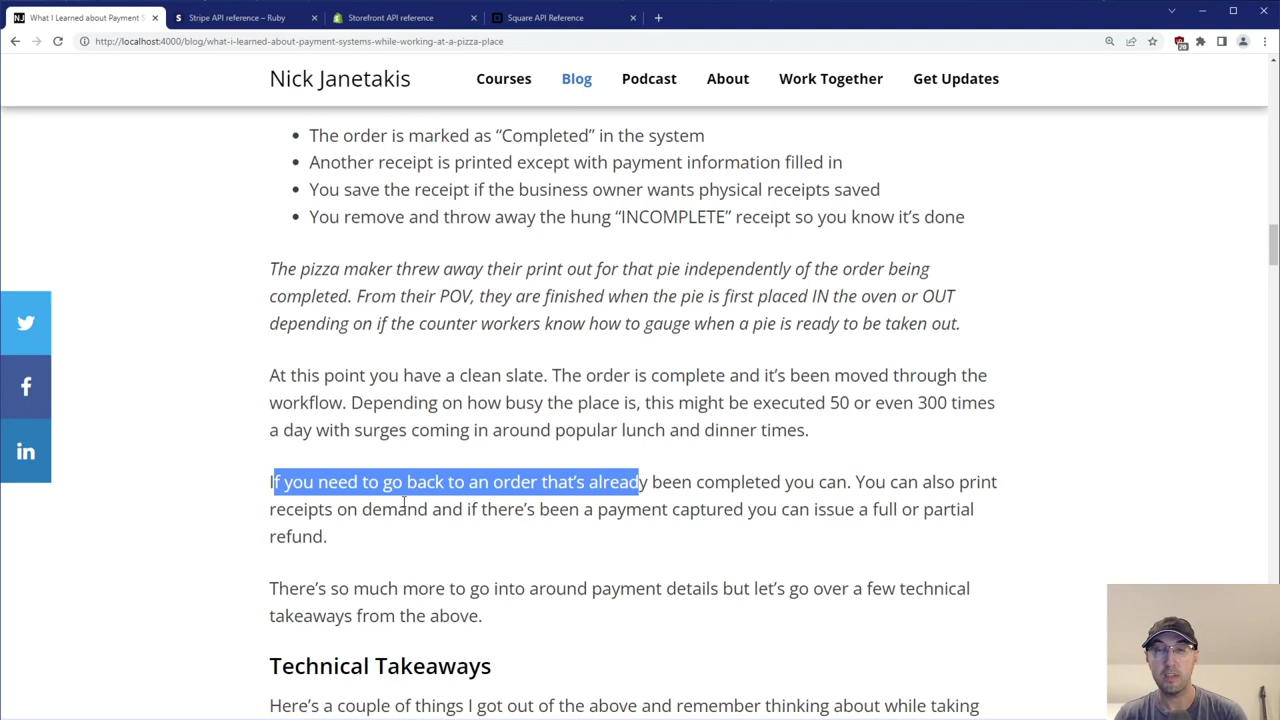 What I Learned about Payment S
Stripe API reference – Ruby
Storefront API reference
Square API Reference
http://localhost:4000/blog/what-i-learned-about-payment-systems-while-working-at-a-pizza-place
20
Nick Janetakis
Courses
Blog
Podcast
About
Work Together
Get Updates
• The order is marked as “Completed” in the system
• Another receipt is printed except with payment information filled in
• You save the receipt if the business owner wants physical receipts saved
• You remove and throw away the hung “INCOMPLETE” receipt so you know it’s done
The pizza maker threw away their print out for that pie independently of the order being
completed. From their POV, they are finished when the pie is first placed IN the oven or OUT
depending on if the counter workers know how to gauge when a pie is ready to be taken out.
At this point you have a clean slate. The order is complete and it’s been moved through the
workflow. Depending on how busy the place is, this might be executed 50 or even 300 times
a day with surges coming in around popular lunch and dinner times.
If you need to go back to an order that’s already been completed you can. You can also print
receipts on demand and if there’s been a payment captured you can issue a full or partial
refund.
There’s so much more to go into around payment details but let’s go over a few technical
takeaways from the above.
Technical Takeaways
Here’s a couple of things I got out of the above and remember thinking about while taking